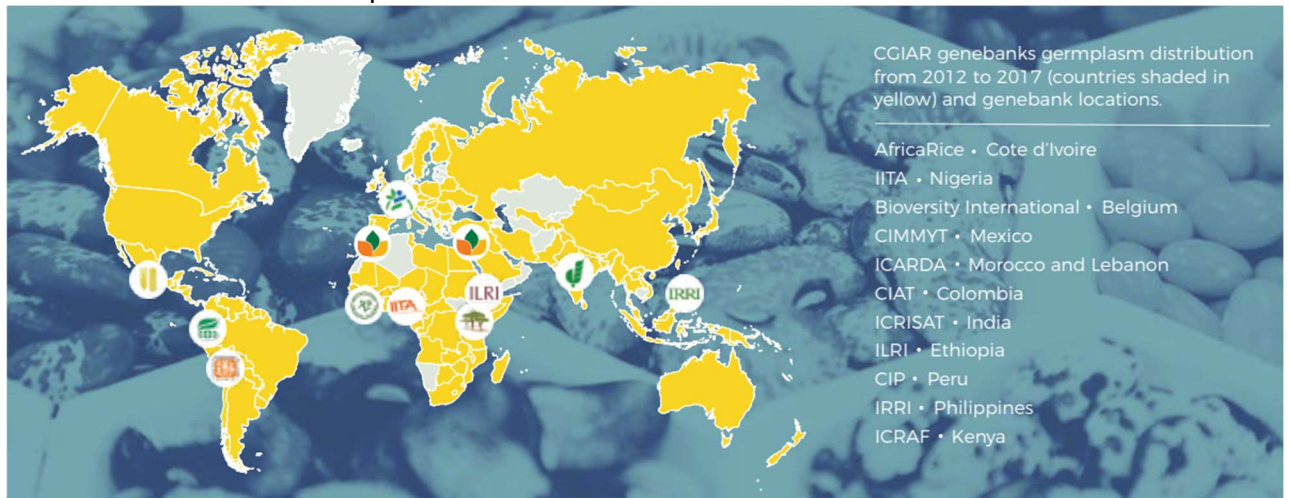 CGIAR genebanks germplasm distribution
from 2012 to 2017 (countries shaded in
yellow) and genebank locations.
AfricaRice • Cote d'Ivoire
IITA • Nigeria
Bioversity International • Belgium
CIMMYT • Mexico
ICARDA • Morocco and Lebanon
CIAT • Colombia
ICRISAT • India
ILRI • Ethiopia
CIP • Peru
IRRI • Philippines
ICRAF • Kenya
ILRI
IRRI
IITA